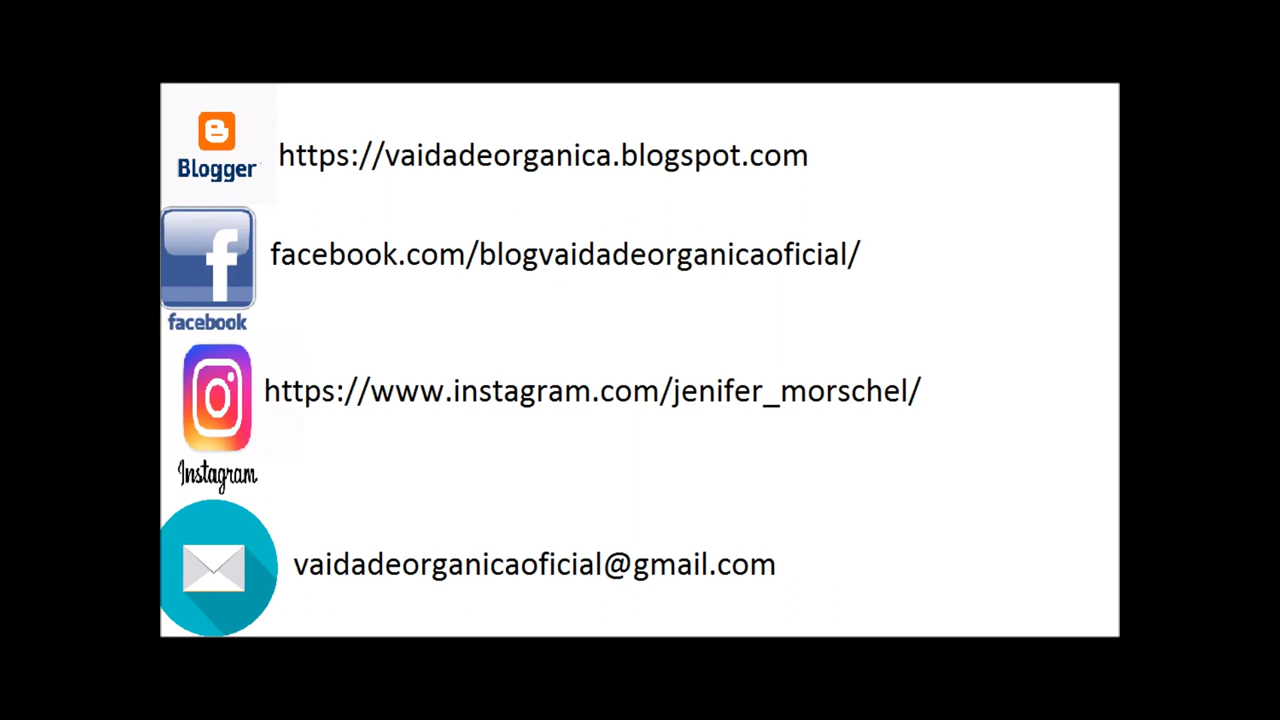 Blogger
https://vaidadeorganica.blogspot.com
facebook.com/blogvaidadeorganicaoficial/
facebook
https://www.instagram.com/jenifer_morschel/
Instagram
vaidadeorganicaoficial@gmail.com